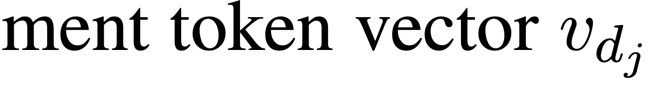 ment token vector $v_{d_j}$